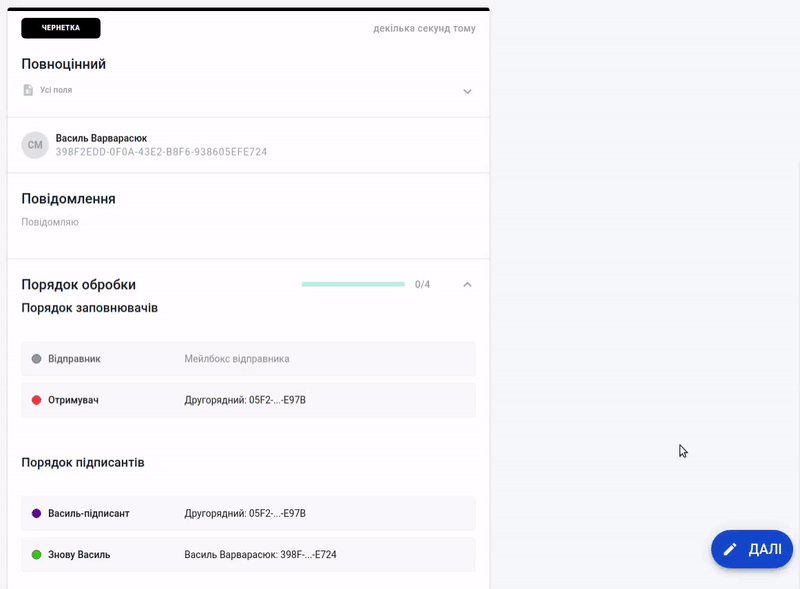 ЧЕРНЕТКА
декілька секунд тому
Повноцінний
Усі поля
СМ
Василь Варварасюк
398F2EDD-0F0A-43E2-B8F6-938605EFE724
Повідомлення
Повідомляю
Порядок обробки
0/4
Порядок заповнювачів
Відправник
Мейлбокс відправника
Отримувач
Другорядний: 05F2-...-E97B
Порядок підписантів
Василь-підписант
Другорядний: 05F2-...-E97B
Знову Василь
Василь Варварасюк: 398F-...-E724
ДАЛІ